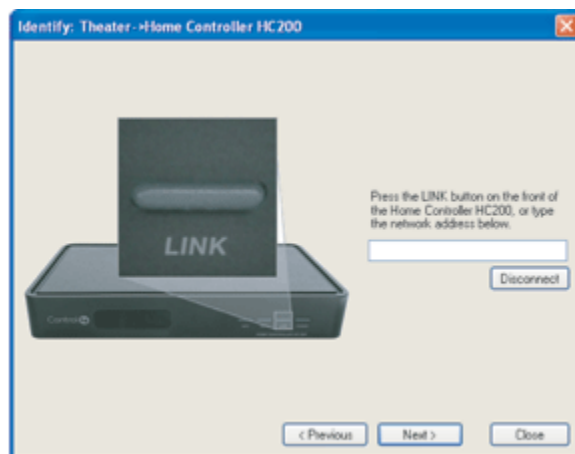 Identify: Theater->Home Controller HC200
LINK
Control4
Press the LINK button on the front of
the Home Controller HC200, or type
the network address below.
Disconnect
< Previous
Next >
Close